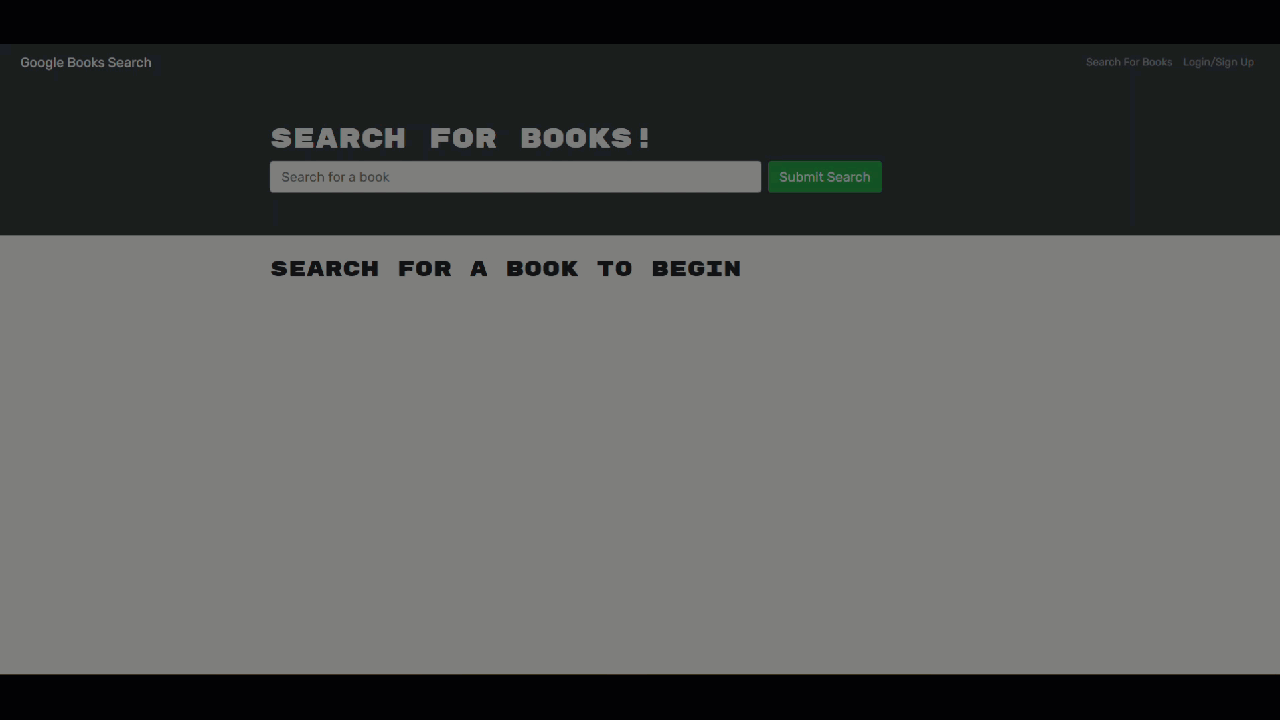 Google Books Search
Search For Books
Login/Sign Up
SEARCH FOR BOOKS!
Search for a book
Submit Search
SEARCH FOR A BOOK TO BEGIN